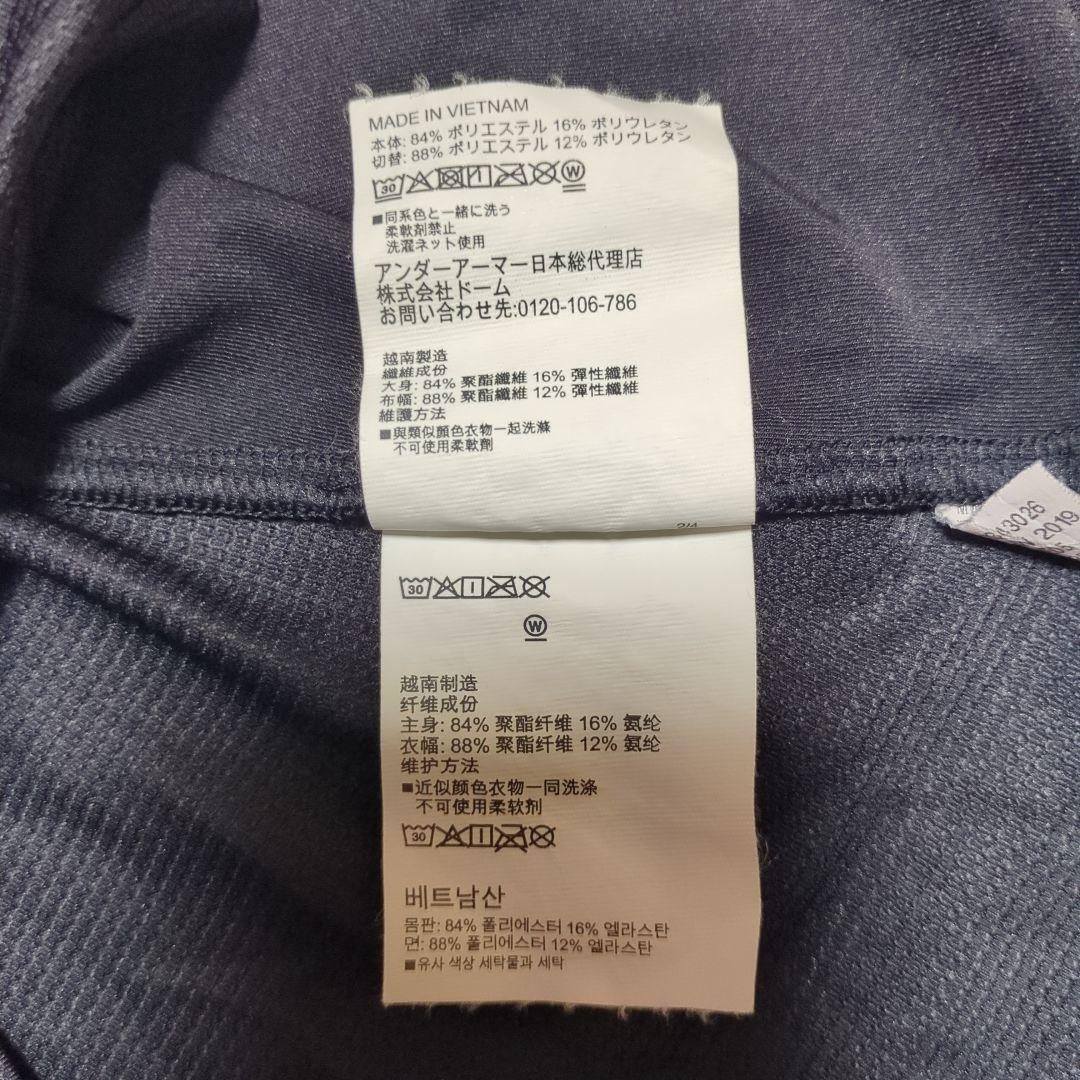 MADE IN VIETNAM
本体: 84% ポリエステル 16% ポリウレタン
切替: 88% ポリエステル 12% ポリウレタン
30 W
■同系色と一緒に洗う
柔軟剤禁止
洗濯ネット使用
アンダーアーマー日本総代理店
株式会社ドーム
お問い合わせ先:0120-106-786
越南製造
纖維成份
大身: 84% 聚酯纖維 16% 彈性纖維
布幅: 88% 聚酯纖維 12% 彈性纖維
維護方法
■與類似顏色衣物一起洗滌
不可使用柔軟劑
30
W
越南制造
纤维成份
主身: 84% 聚酯纤维 16% 氨纶
衣幅: 88% 聚酯纤维 12% 氨纶
维护方法
■近似颜色衣物一同洗涤
不可使用柔软剂
30
베트남산
몸판: 84% 폴리에스터 16% 엘라스탄
면: 88% 폴리에스터 12% 엘라스탄
■유사 색상 세탁물과 세탁
2019